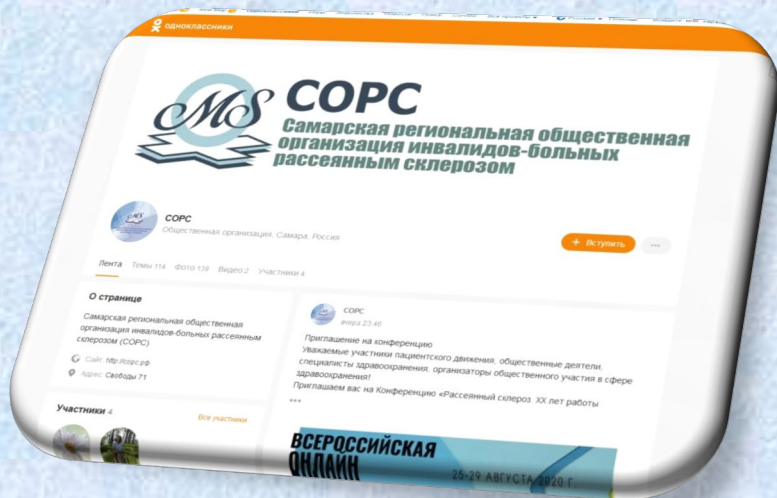 одноклассники
MS СОРС
Самарская региональная общественная
организация инвалидов-больных
рассеянным склерозом
СОРС
Общественная организация, Самара, Россия
+ Вступить
Лента Темы 114 Фото 139 Видео 2 Участники 4
О странице
Самарская региональная общественная
организация инвалидов-больных рассеянным
склерозом (СОРС)
Сайт: http://сорс.рф
Адрес: Свободы 71
Участники 4 Все участники
СОРС
вчера 23:46
Приглашение на конференцию
Уважаемые участники пациентского движения, общественные деятели,
специалисты здравоохранения, организаторы общественного участия в сфере
здравоохранения!
Приглашаем вас на Конференцию «Рассеянный склероз. XX лет работы
ВСЕРОССИЙСКАЯ
ОНЛАЙН
25-29 АВГУСТА 2020 Г.